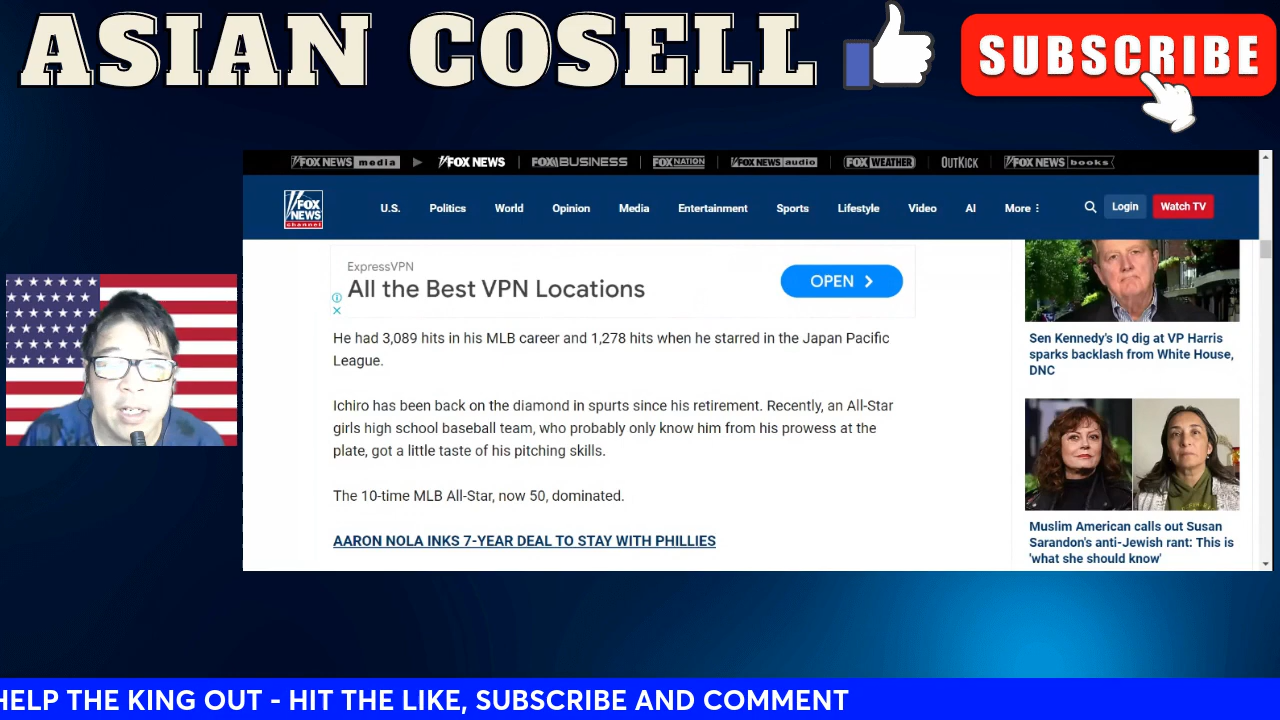 ASIAN COSELL
SUBSCRIBE
FOX NEWS media
FOX NEWS
FOX BUSINESS
FOX NATION
FOX NEWS audio
FOX WEATHER
OUTKICK
FOX NEWS books
FOX NEWS channel
U.S. Politics World Opinion Media Entertainment Sports Lifestyle Video AI More
Login
Watch TV
ExpressVPN
All the Best VPN Locations
OPEN
He had 3,089 hits in his MLB career and 1,278 hits when he starred in the Japan Pacific
League.
Ichiro has been back on the diamond in spurts since his retirement. Recently, an All-Star
girls high school baseball team, who probably only know him from his prowess at the
plate, got a little taste of his pitching skills.
The 10-time MLB All-Star, now 50, dominated.
AARON NOLA INKS 7-YEAR DEAL TO STAY WITH PHILLIES
Sen Kennedy's IQ dig at VP Harris
sparks backlash from White House,
DNC
Muslim American calls out Susan
Sarandon's anti-Jewish rant: This is
'what she should know'
HELP THE KING OUT - HIT THE LIKE, SUBSCRIBE AND COMMENT